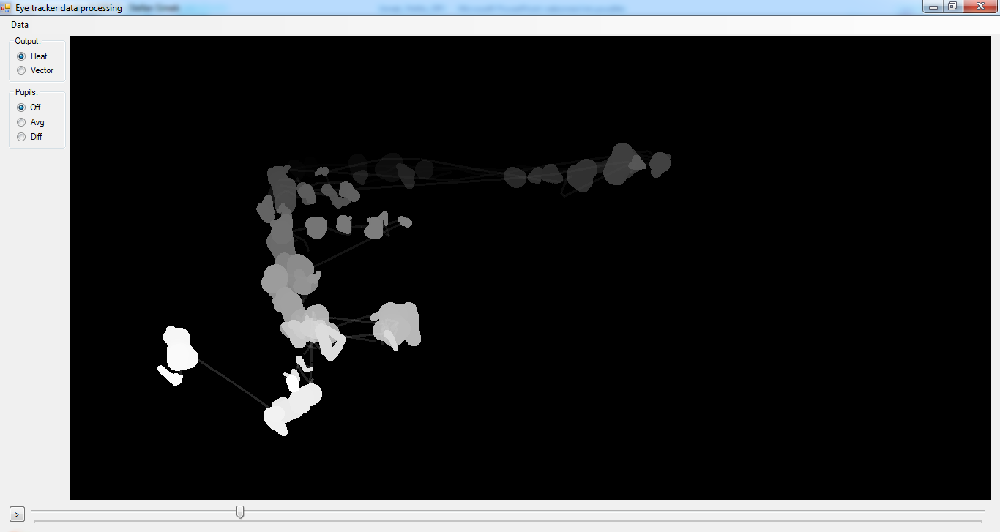 Eye tracker data processing
Data
Output:
Heat
Vector
Pupils:
Off
Avg
Diff
>